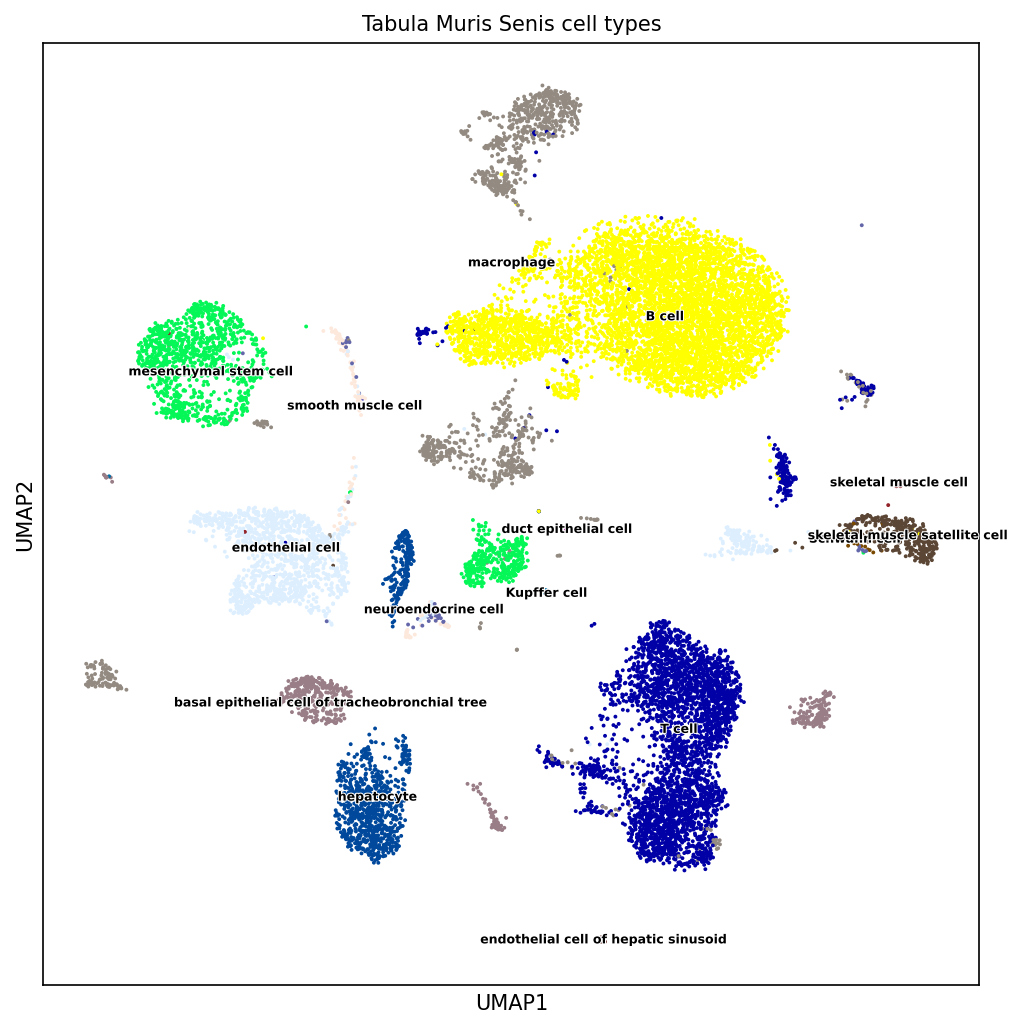 Tabula Muris Senis cell types
macrophage
B cell
mesenchymal stem cell
smooth muscle cell
skeletal muscle cell
duct epithelial cell
skeletal muscle satellite cell
endothelial cell
Kupffer cell
neuroendocrine cell
basal epithelial cell of tracheobronchial tree
T cell
hepatocyte
endothelial cell of hepatic sinusoid
UMAP1
UMAP2